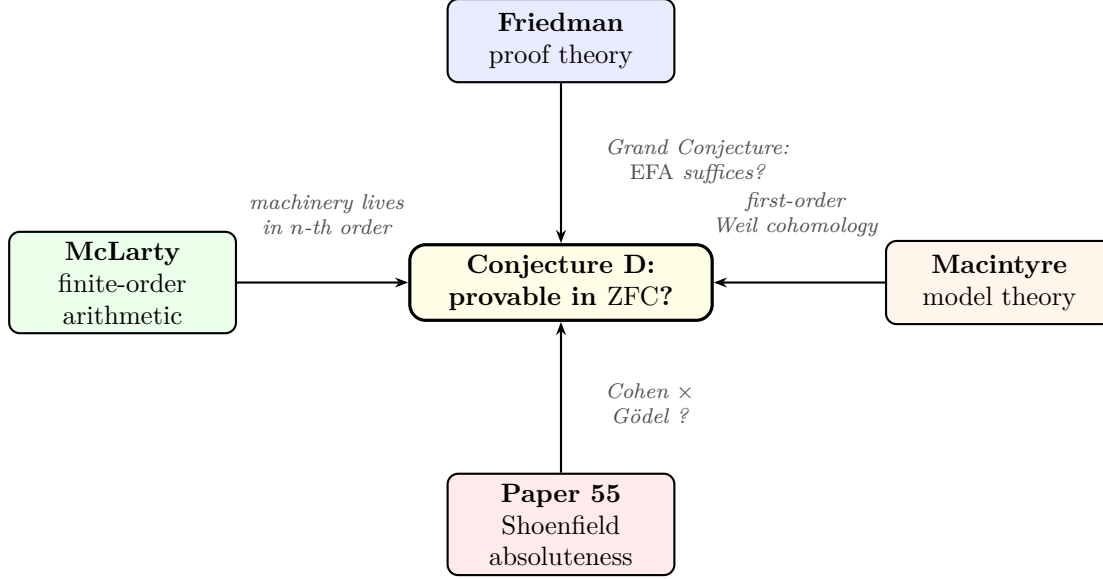 Friedman
proof theory
Grand Conjecture:
EFA suffices?
first-order
Weil cohomology
machinery lives
in n-th order
McLarty
finite-order
arithmetic
Conjecture D:
provable in ZFC?
Macintyre
model theory
Cohen ×
Gödel ?
Paper 55
Shoenfield
absoluteness